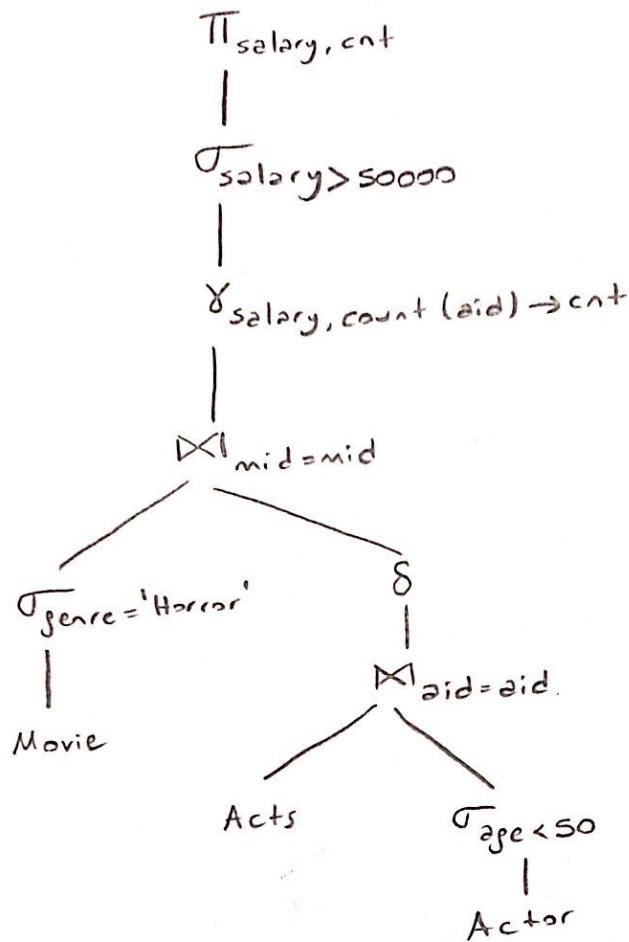 Π salary, cnt
σ salary > 50000
γ salary, count (aid) → cnt
⋈ mid = mid
σ genre = 'Horror'
δ
⋈ aid = aid.
Movie
Acts
σ age < 50
Actor